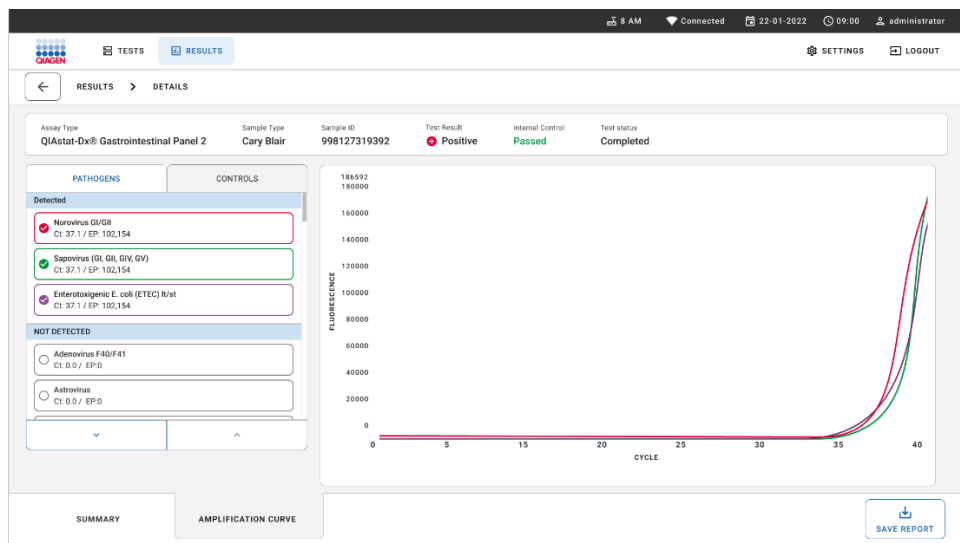 8 AM Connected 22-01-2022 09:00 administrator
QIAGEN TESTS RESULTS SETTINGS LOGOUT
RESULTS > DETAILS
Assay Type Sample Type Sample ID Test Result Internal Control Test status
QIAstat-Dx® Gastrointestinal Panel 2 Cary Blair 998127319392 Positive Passed Completed
PATHOGENS CONTROLS
Detected
Norovirus GI/GII
Ct: 37.1 / EP: 102,154
Sapovirus (GI, GII, GIV, GV)
Ct: 37.1 / EP: 102,154
Enterotoxigenic E. coli (ETEC) lt/st
Ct: 37.1 / EP: 102,154
NOT DETECTED
Adenovirus F40/F41
Ct: 0.0 / EP:0
Astrovirus
Ct: 0.0 / EP:0
186592
180000
160000
140000
120000
100000
80000
60000
40000
20000
0
FLUORESCENCE
0 5 15 20 25 30 35 40
CYCLE
SUMMARY AMPLIFICATION CURVE
SAVE REPORT